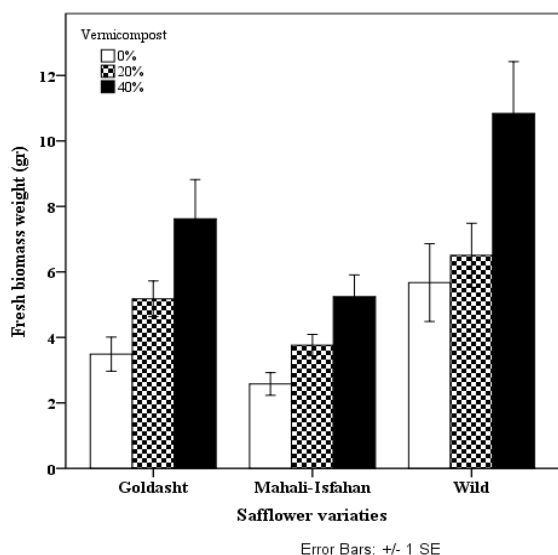 Vermicompost
0%
20%
40%
Fresh biomass weight (gr)
12
10
8
6
4
2
0
Goldasht Mahali-Isfahan Wild
Safflower variaties
Error Bars: +/- 1 SE